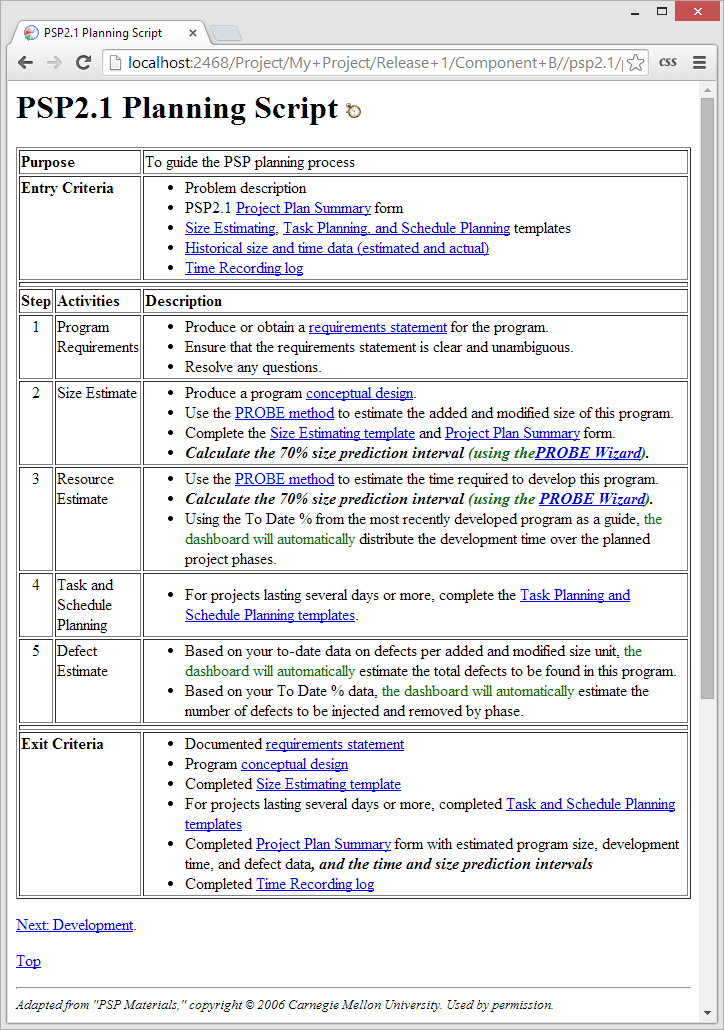 PSP2.1 Planning Script
localhost:2468/Project/My+Project/Release+1/Component+B//psp2.1/
css
PSP2.1 Planning Script
Purpose To guide the PSP planning process
Entry Criteria
Problem description
PSP2.1 Project Plan Summary form
Size Estimating, Task Planning, and Schedule Planning templates
Historical size and time data (estimated and actual)
Time Recording log
Step Activities Description
1 Program Requirements
Produce or obtain a requirements statement for the program.
Ensure that the requirements statement is clear and unambiguous.
Resolve any questions.
2 Size Estimate
Produce a program conceptual design.
Use the PROBE method to estimate the added and modified size of this program.
Complete the Size Estimating template and Project Plan Summary form.
Calculate the 70% size prediction interval (using thePROBE Wizard).
3 Resource
Estimate
Use the PROBE method to estimate the time required to develop this program.
Calculate the 70% size prediction interval (using the PROBE Wizard).
Using the To Date % from the most recently developed program as a guide, the
dashboard will automatically distribute the development time over the planned
project phases.
4 Task and
Schedule
Planning
For projects lasting several days or more, complete the Task Planning and
Schedule Planning templates.
5 Defect
Estimate
Based on your to-date data on defects per added and modified size unit, the
dashboard will automatically estimate the total defects to be found in this program.
Based on your To Date % data, the dashboard will automatically estimate the
number of defects to be injected and removed by phase.
Exit Criteria
Documented requirements statement
Program conceptual design
Completed Size Estimating template
For projects lasting several days or more, completed Task and Schedule Planning
templates
Completed Project Plan Summary form with estimated program size, development
time, and defect data, and the time and size prediction intervals
Completed Time Recording log
Next: Development.
Top
Adapted from "PSP Materials," copyright © 2006 Carnegie Mellon University. Used by permission.